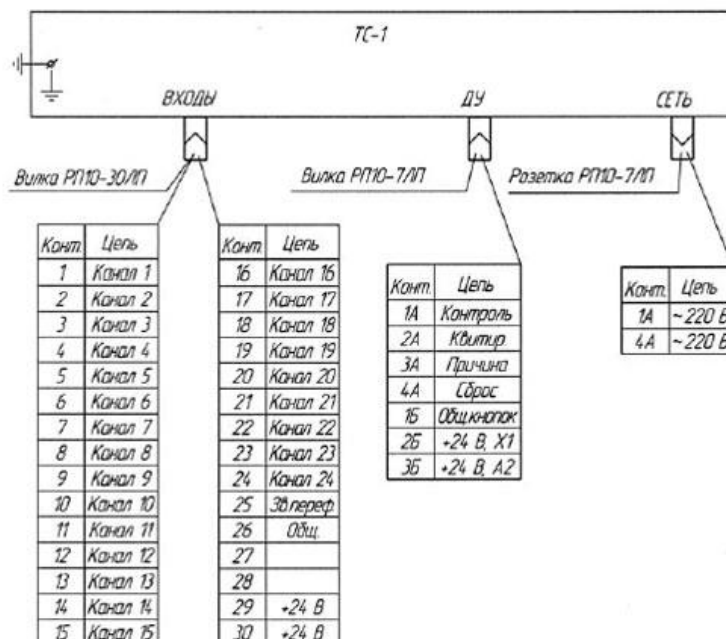 ТС-1
ВХОДЫ ДУ СЕТЬ
Вилка РП10-30ЛП Вилка РП10-7ЛП Розетка РП10-7ЛП
Конт. Цепь
1 Канал 1
2 Канал 2
3 Канал 3
4 Канал 4
5 Канал 5
6 Канал 6
7 Канал 7
8 Канал 8
9 Канал 9
10 Канал 10
11 Канал 11
12 Канал 12
13 Канал 13
14 Канал 14
15 Канал 15
Конт. Цепь
16 Канал 16
17 Канал 17
18 Канал 18
19 Канал 19
20 Канал 20
21 Канал 21
22 Канал 22
23 Канал 23
24 Канал 24
25 Зв.переф.
26 Общ.
27
28
29 +24 В
30 +24 В
Конт. Цепь
1А Контроль
2А Квитир.
3А Причина
4А Сброс
1Б Общ.кнопок
2Б +24 В, Х1
3Б +24 В, А2
Конт. Цепь
1А ~220 В
4А ~220 В